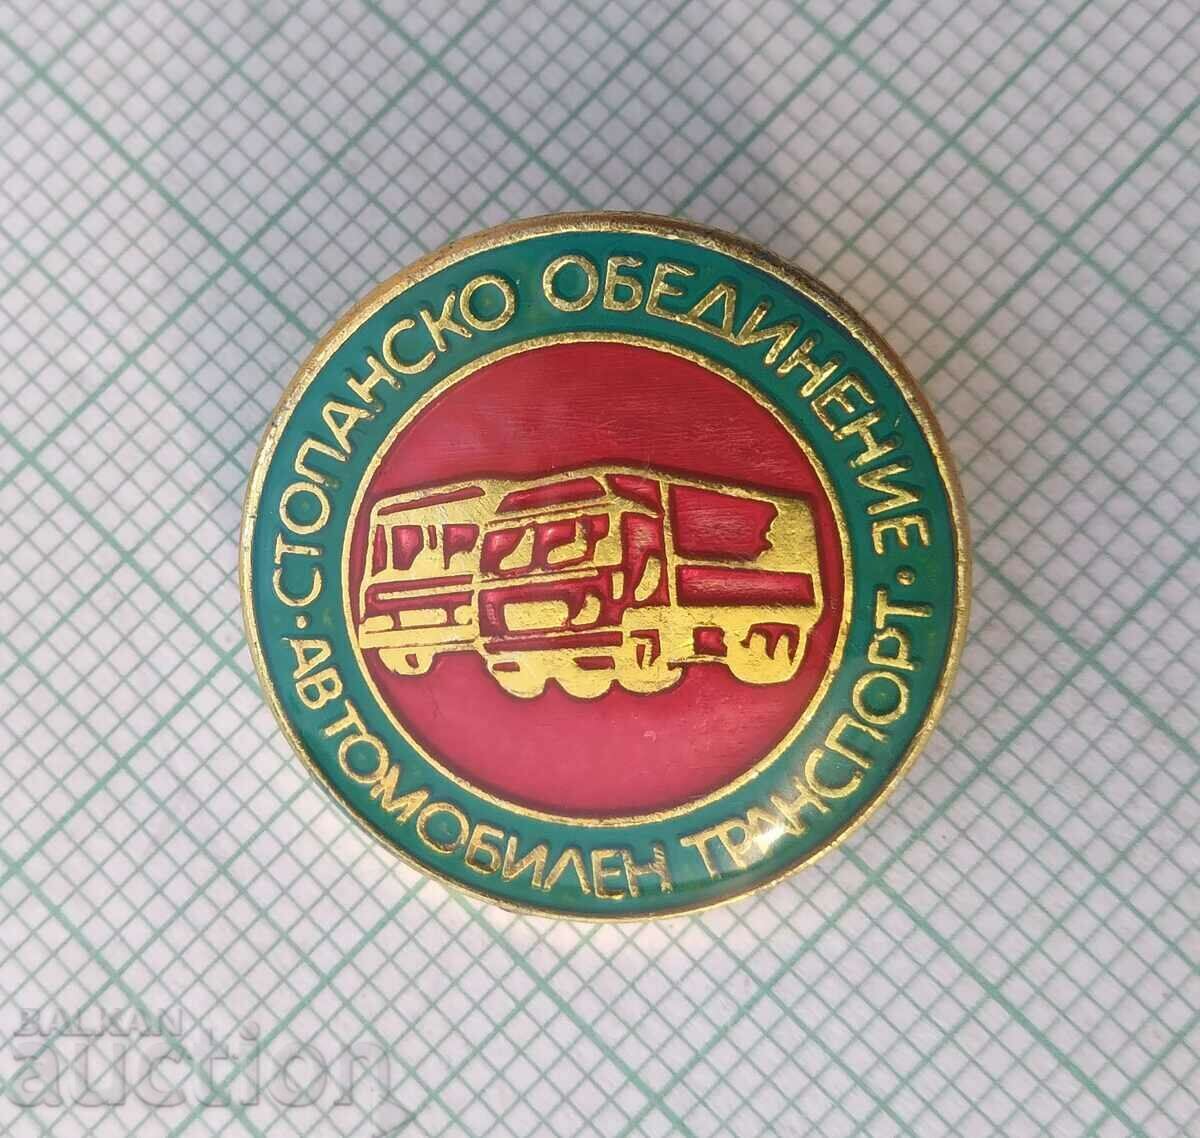 СТОПАНСКО ОБЕДИНЕНИЕ
· АВТОМОБИЛЕН ТРАНСПОРТ ·
BALKAN
auction